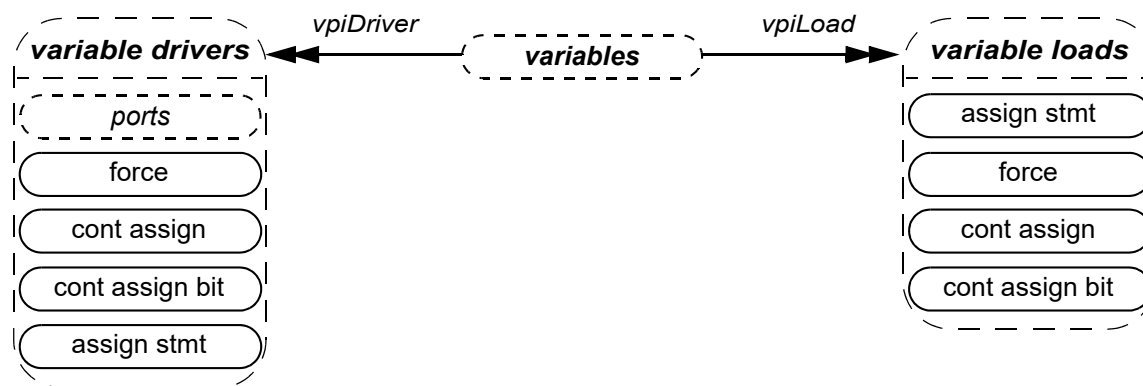 variable drivers
ports
force
cont assign
cont assign bit
assign stmt
vpiDriver
variables
vpiLoad
variable loads
assign stmt
force
cont assign
cont assign bit